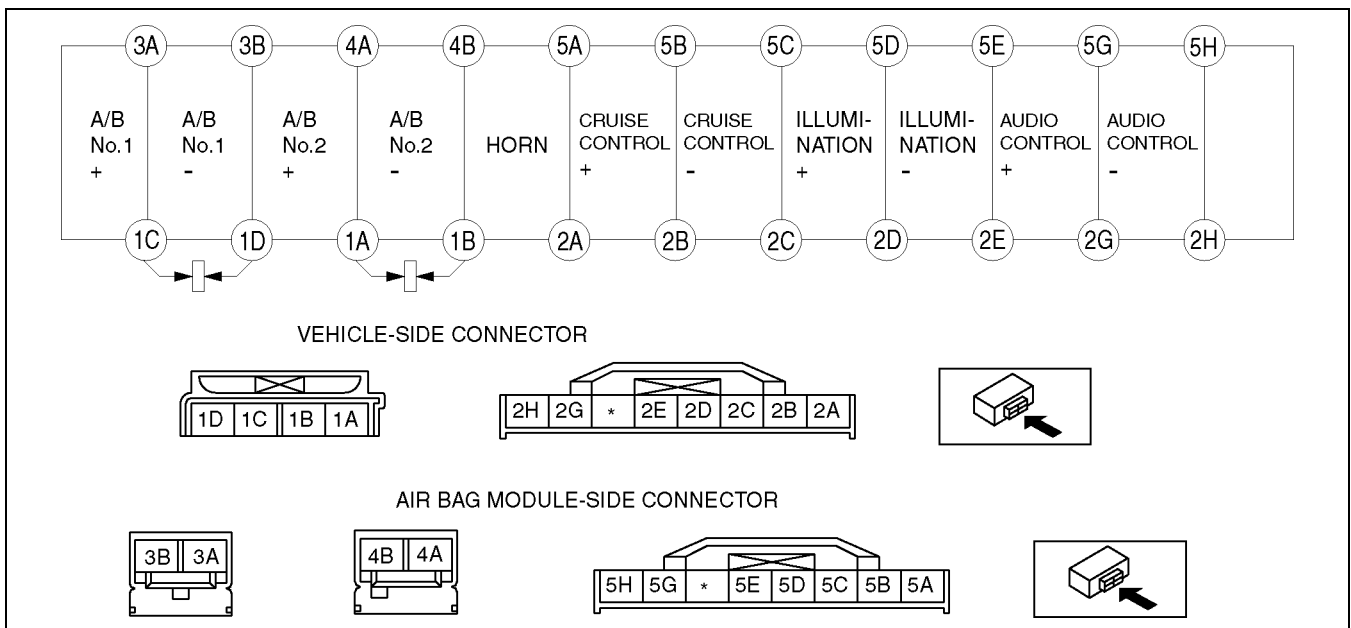 3A 3B 4A 4B 5A 5B 5C 5D 5E 5G 5H
A/B
No.1
+
A/B
No.1
-
A/B
No.2
+
A/B
No.2
-
HORN
CRUISE
CONTROL
+
CRUISE
CONTROL
-
ILLUMI-
NATION
+
ILLUMI-
NATION
-
AUDIO
CONTROL
+
AUDIO
CONTROL
-
1C 1D 1A 1B 2A 2B 2C 2D 2E 2G 2H
VEHICLE-SIDE CONNECTOR
1D 1C 1B 1A
2H 2G * 2E 2D 2C 2B 2A
AIR BAG MODULE-SIDE CONNECTOR
3B 3A
4B 4A
5H 5G * 5E 5D 5C 5B 5A